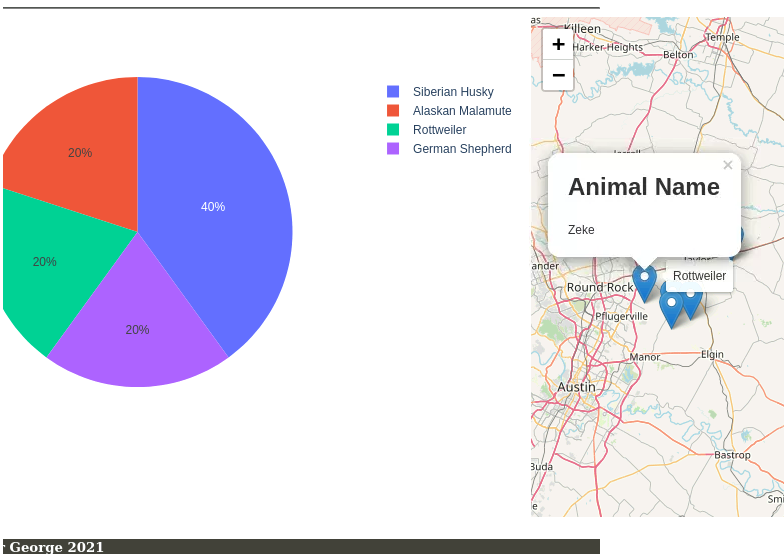 Siberian Husky
Alaskan Malamute
Rottweiler
German Shepherd
20%
40%
20%
20%
+
−
Killeen
Temple
Harker Heights
Belton
×
Animal Name
Zeke
Rottweiler
Round Rock
Pflugerville
Manor
Elgin
Austin
Bastrop
Buda
George 2021